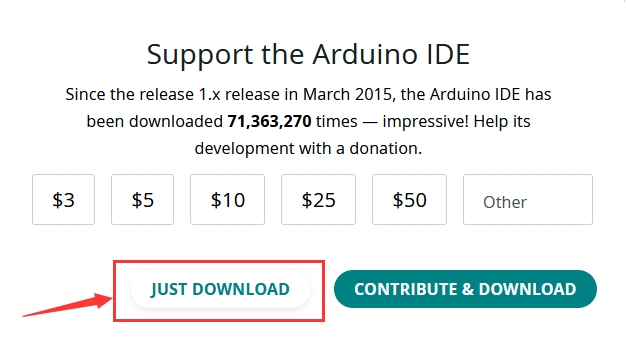 Support the Arduino IDE
Since the release 1.x release in March 2015, the Arduino IDE has
been downloaded 71,363,270 times — impressive! Help its
development with a donation.
$3 $5 $10 $25 $50 Other
JUST DOWNLOAD CONTRIBUTE & DOWNLOAD